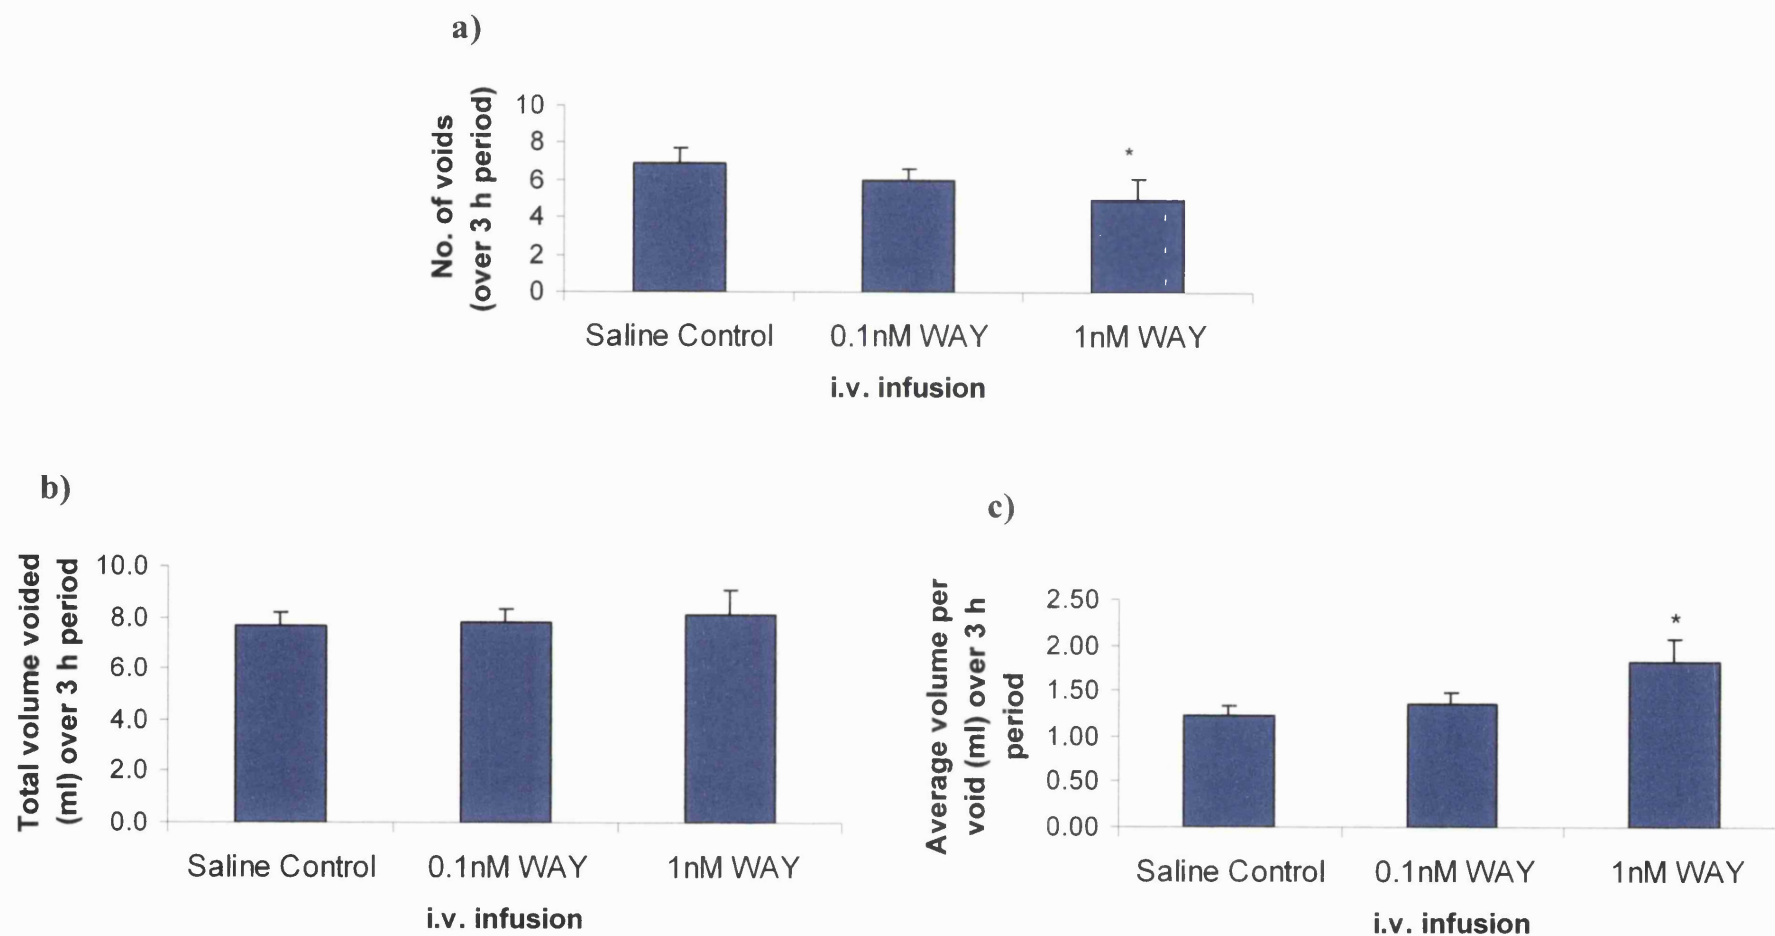 a)
No. of voids
(over 3 h period)
10
8
6
4
2
0
*
Saline Control 0.1nM WAY 1nM WAY
i.v. infusion
b)
Total volume voided
(ml) over 3 h period
10.0
8.0
6.0
4.0
2.0
0.0
Saline Control 0.1nM WAY 1nM WAY
i.v. infusion
c)
Average volume per
void (ml) over 3 h
period
2.50
2.00
1.50
1.00
0.50
0.00
*
Saline Control 0.1nM WAY 1nM WAY
i.v. infusion